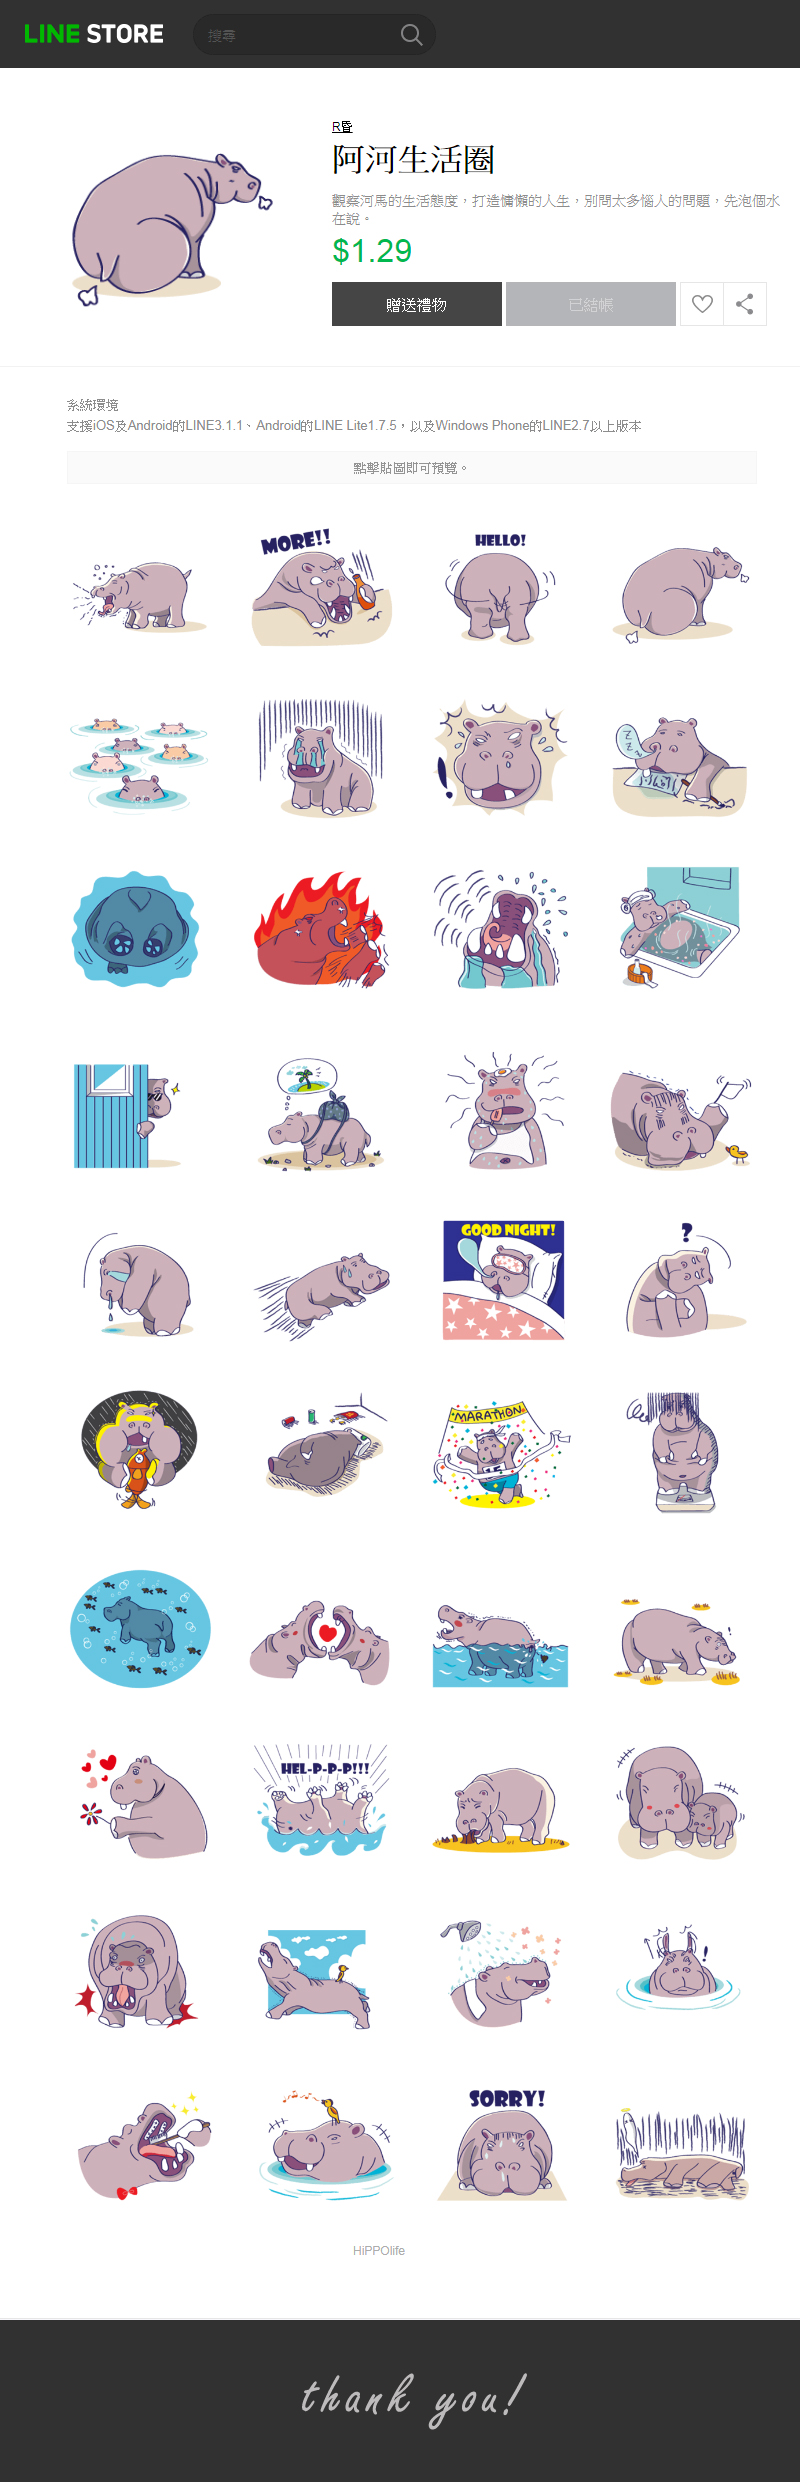 LINE STORE
搜尋
R昏
阿河生活圈
觀察河馬的生活態度，打造慵懶的人生，別問太多惱人的問題，先泡個水
在說。
$1.29
贈送禮物
已結帳
系統環境
支援iOS及Android的LINE3.1.1、Android的LINE Lite1.7.5，以及Windows Phone的LINE2.7以上版本
點擊貼圖即可預覽。
MORE!!
HELLO!
GOOD NIGHT!
?
MARATHON
HEL-P-P-P!!!
SORRY!
HiPPOlife
thank you!